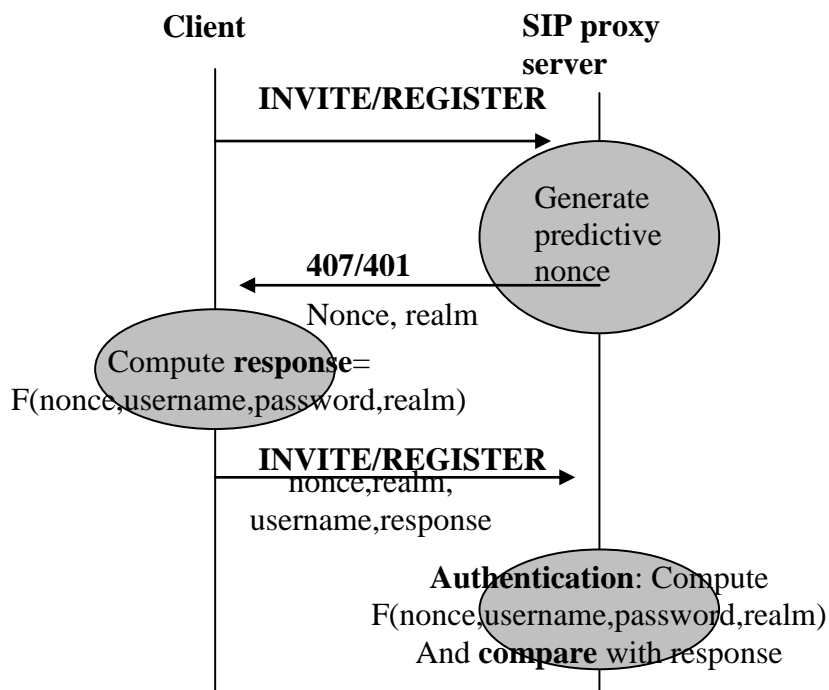 Client
SIP proxy
server
INVITE/REGISTER
Generate
predictive
nonce
407/401
Nonce, realm
Compute response=
F(nonce,username,password,realm)
INVITE/REGISTER
nonce,realm,
username,response
Authentication: Compute
F(nonce,username,password,realm)
And compare with response